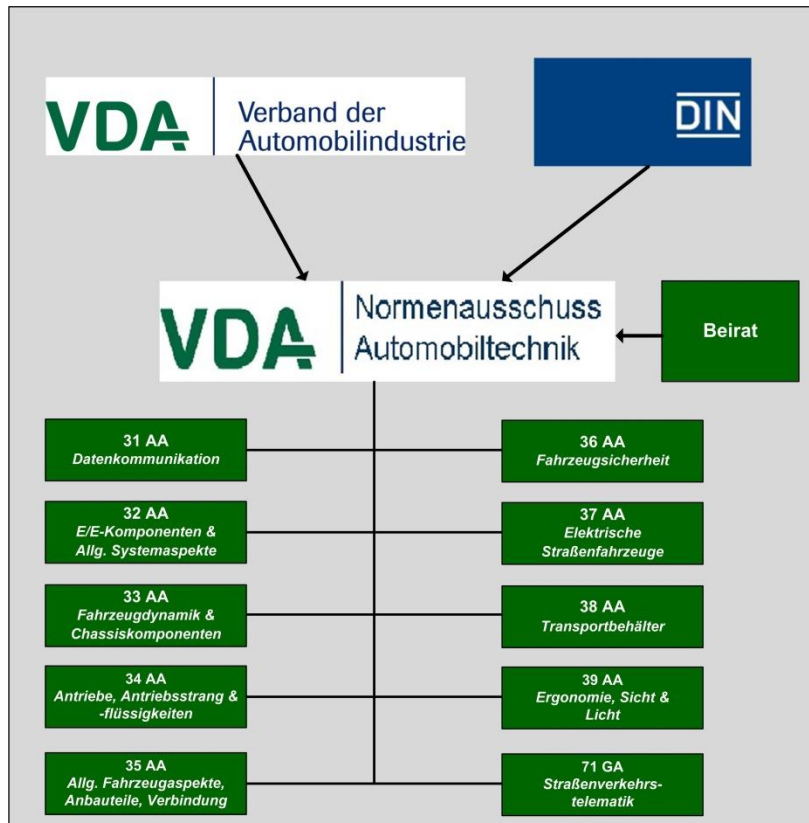 VDA
Verband der
Automobilindustrie
DIN
VDA
Normenausschuss
Automobiltechnik
Beirat
31 AA
Datenkommunikation
36 AA
Fahrzeugsicherheit
32 AA
E/E-Komponenten &
Allg. Systemaspekte
37 AA
Elektrische
Straßenfahrzeuge
33 AA
Fahrzeugdynamik &
Chassiskomponenten
38 AA
Transportbehälter
34 AA
Antriebe, Antriebsstrang &
-flüssigkeiten
39 AA
Ergonomie, Sicht &
Licht
35 AA
Allg. Fahrzeugaspekte,
Anbauteile, Verbindung
71 GA
Straßenverkehrs-
telematik